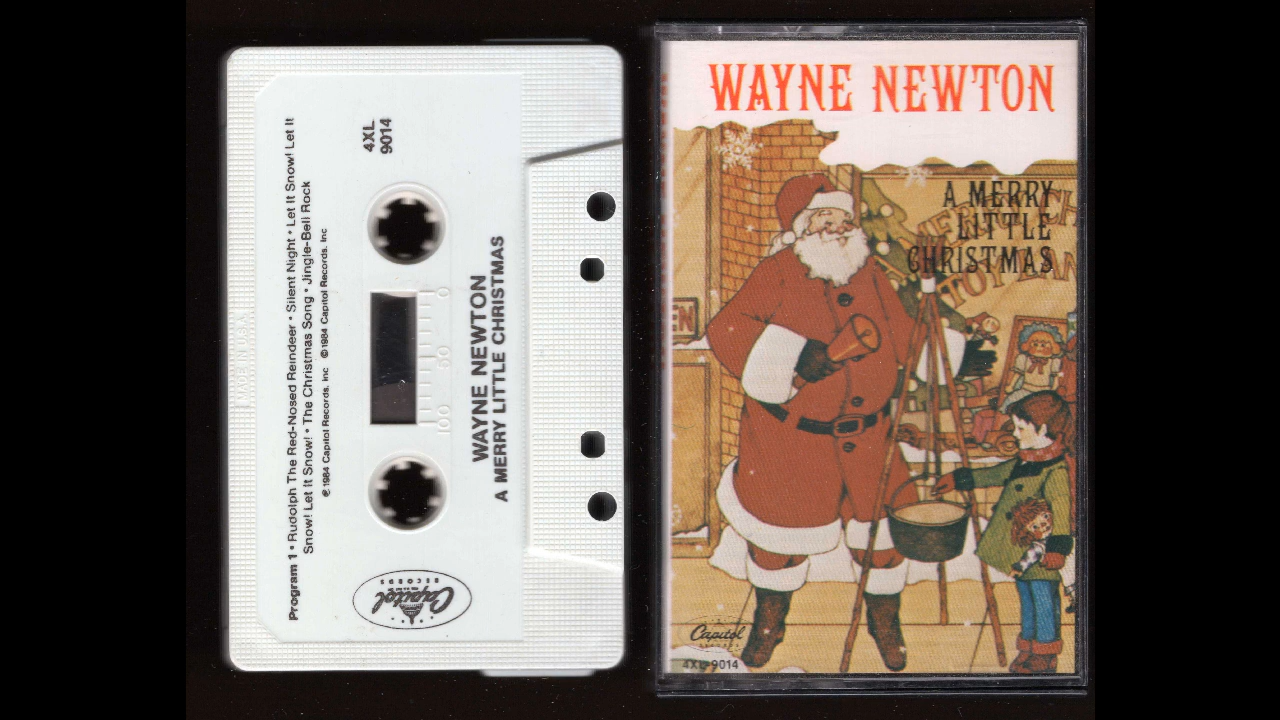 MADE IN U.S.A.
Program 1 • Rudolph The Red-Nosed Reindeer • Silent Night • Let It Snow! Let It
Snow! Let it Snow! • The Christmas Song • Jingle-Bell Rock
℗ 1984 Capitol Records, Inc ©1984 Capitol Records, Inc
4XL
9014
0
50
100
WAYNE NEWTON
A MERRY LITTLE CHRISTMAS
Capitol
RECORDS
WAYNE NEWTON
A MERRY
LITTLE
CHRISTMAS
EN
Capitol
4XL-9014